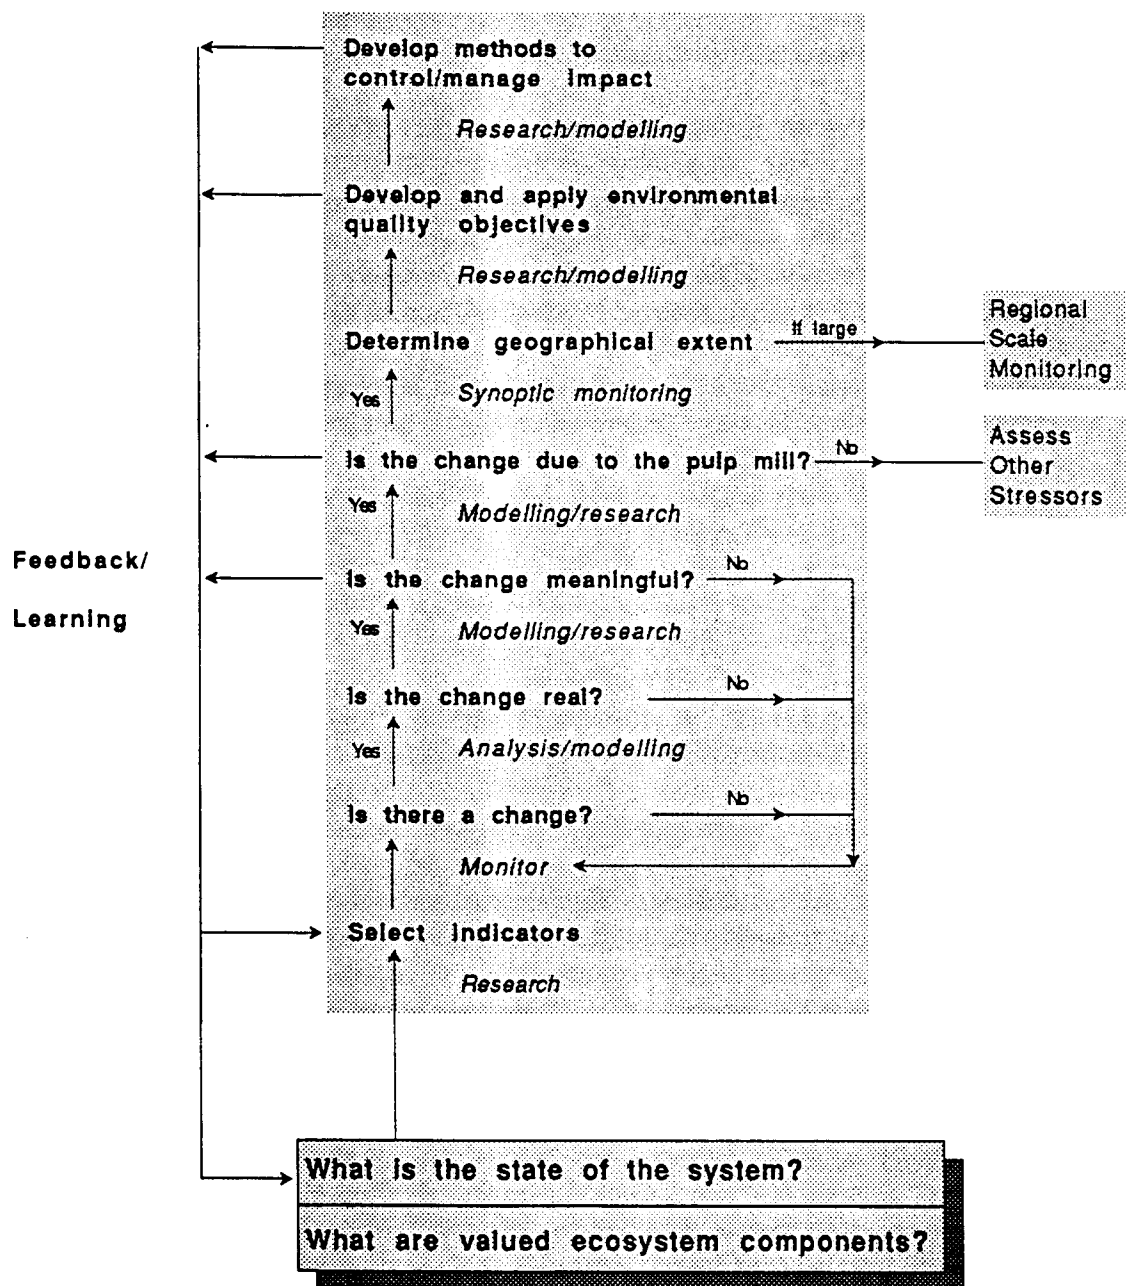 Develop methods to
control/manage impact
Research/modelling
Develop and apply environmental
quality objectives
Research/modelling
Determine geographical extent
If large
Regional
Scale
Monitoring
Yes
Synoptic monitoring
Is the change due to the pulp mill?
No
Assess
Other
Stressors
Yes
Modelling/research
Feedback/
Learning
Is the change meaningful?
No
Yes
Modelling/research
Is the change real?
No
Yes
Analysis/modelling
Is there a change?
No
Monitor
Select indicators
Research
What is the state of the system?
What are valued ecosystem components?